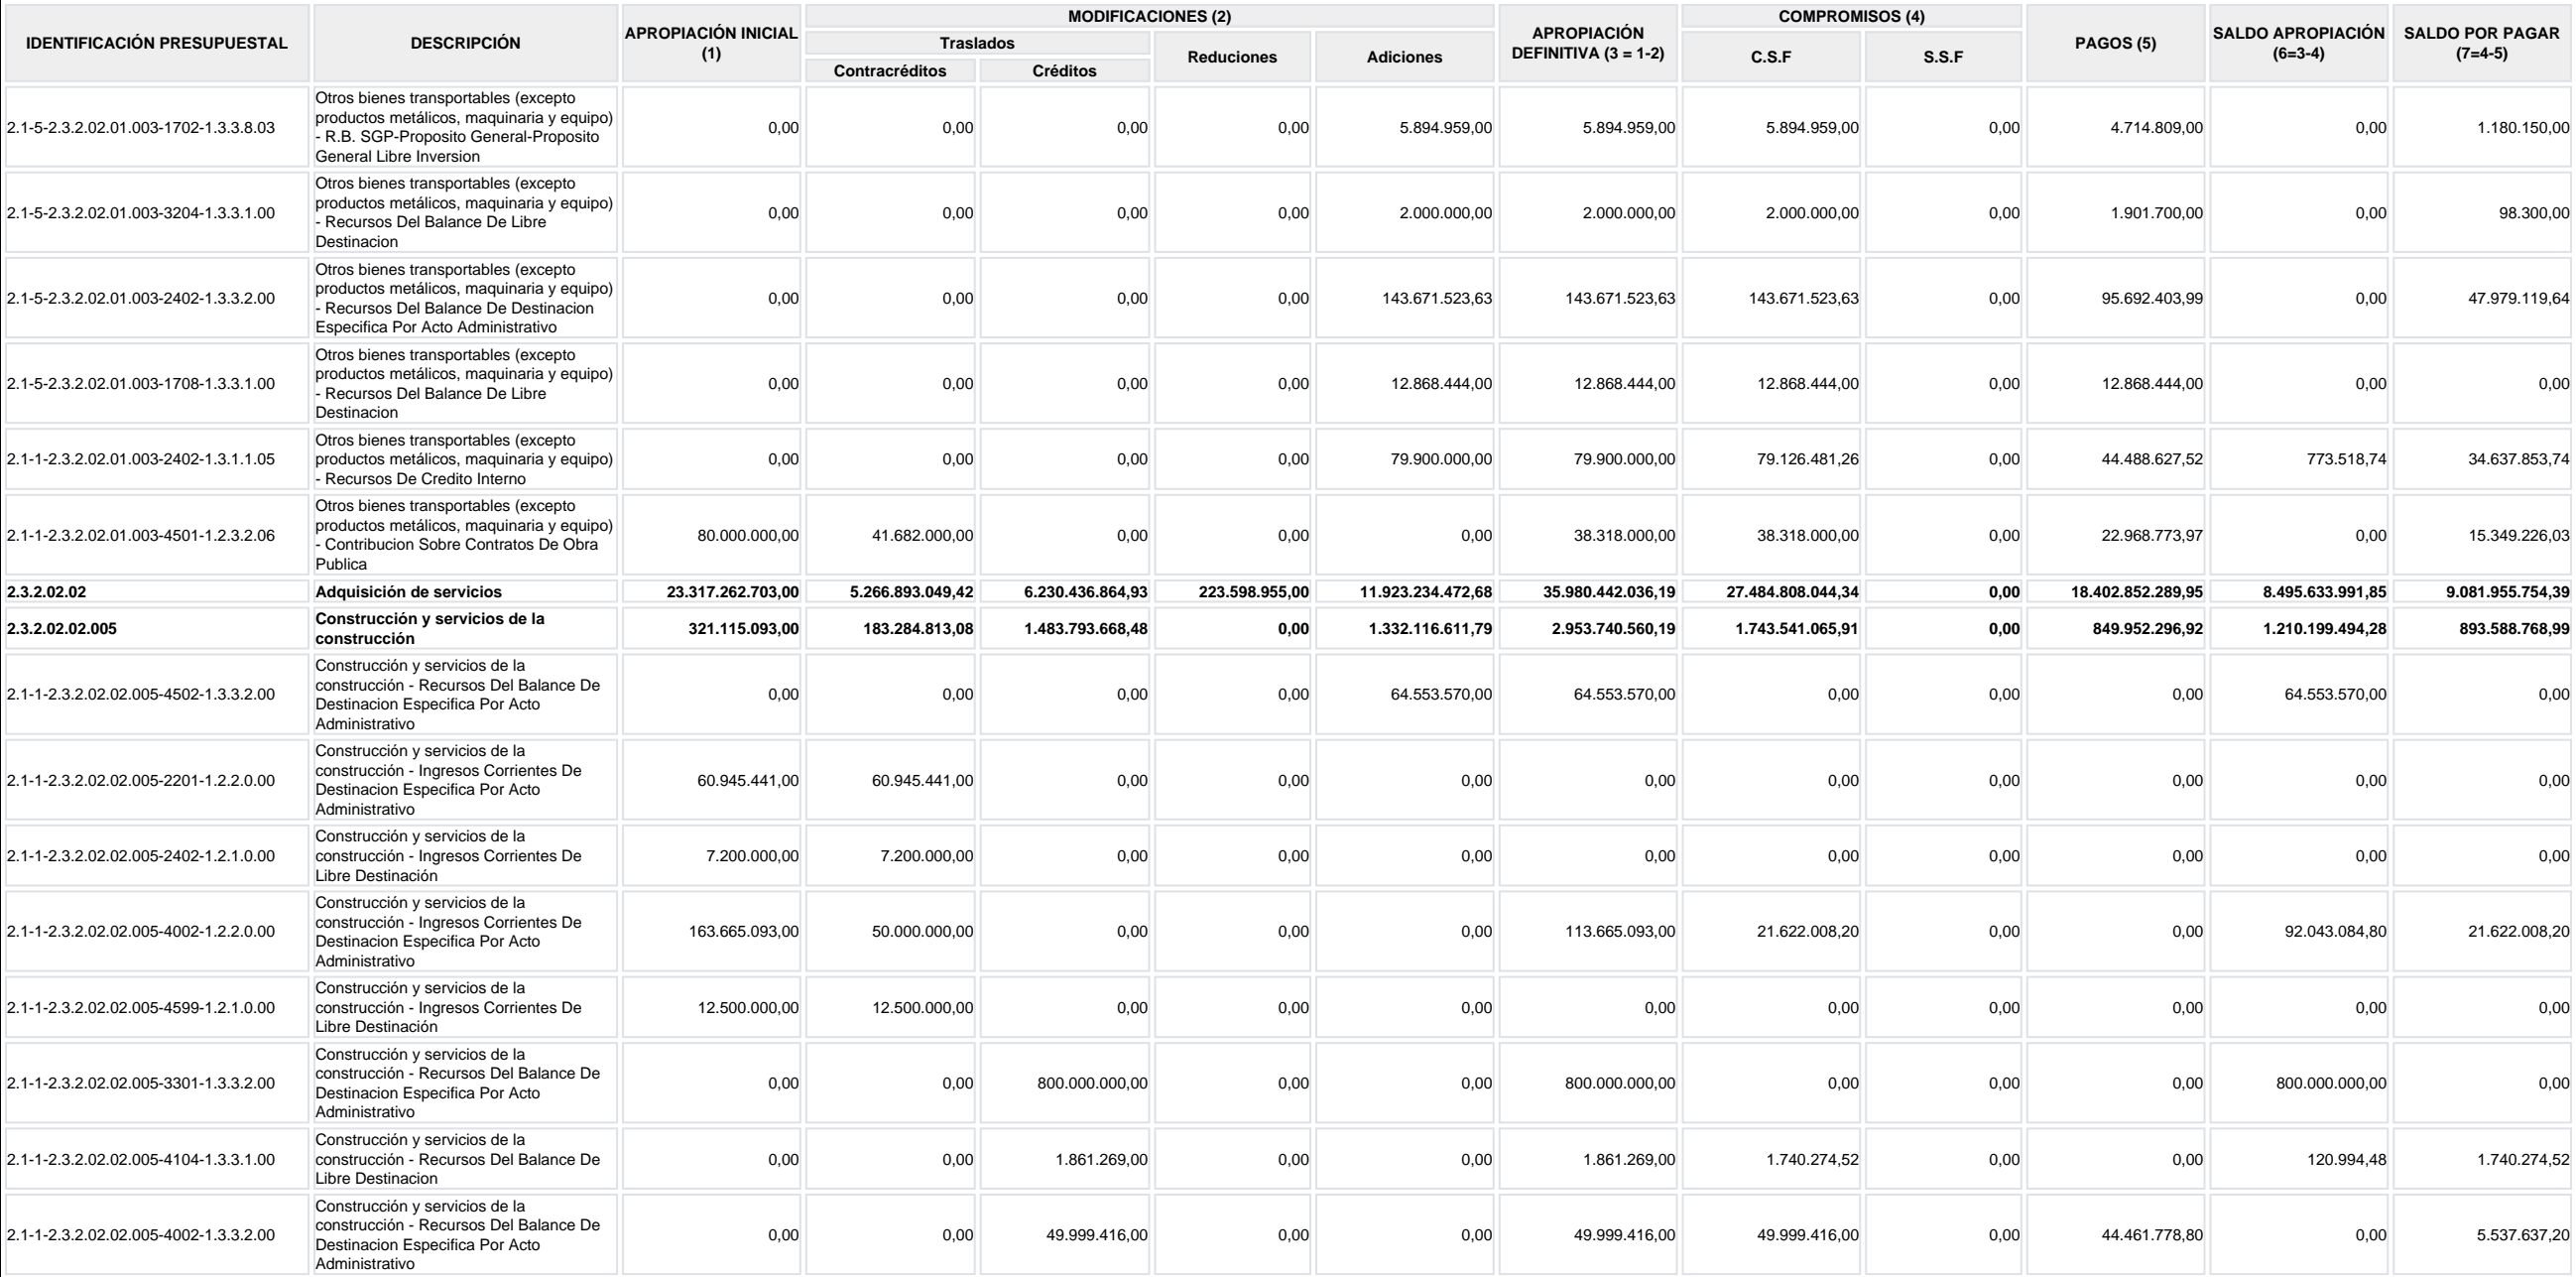 IDENTIFICACIÓN PRESUPUESTAL DESCRIPCIÓN APROPIACIÓN INICIAL (1) MODIFICACIONES (2) Traslados Contracréditos Créditos Reduciones Adiciones APROPIACIÓN DEFINITIVA (3 = 1-2) COMPROMISOS (4) C.S.F S.S.F PAGOS (5) SALDO APROPIACIÓN (6=3-4) SALDO POR PAGAR (7=4-5)
2.1-5-2.3.2.02.01.003-1702-1.3.3.8.03 Otros bienes transportables (excepto productos metálicos, maquinaria y equipo) - R.B. SGP-Proposito General-Proposito General Libre Inversion 0,00 0,00 0,00 0,00 5.894.959,00 5.894.959,00 5.894.959,00 0,00 4.714.809,00 0,00 1.180.150,00
2.1-5-2.3.2.02.01.003-3204-1.3.3.1.00 Otros bienes transportables (excepto productos metálicos, maquinaria y equipo) - Recursos Del Balance De Libre Destinacion 0,00 0,00 0,00 0,00 2.000.000,00 2.000.000,00 2.000.000,00 0,00 1.901.700,00 0,00 98.300,00
2.1-5-2.3.2.02.01.003-2402-1.3.3.2.00 Otros bienes transportables (excepto productos metálicos, maquinaria y equipo) - Recursos Del Balance De Destinacion Especifica Por Acto Administrativo 0,00 0,00 0,00 0,00 143.671.523,63 143.671.523,63 143.671.523,63 0,00 95.692.403,99 0,00 47.979.119,64
2.1-5-2.3.2.02.01.003-1708-1.3.3.1.00 Otros bienes transportables (excepto productos metálicos, maquinaria y equipo) - Recursos Del Balance De Libre Destinacion 0,00 0,00 0,00 0,00 12.868.444,00 12.868.444,00 12.868.444,00 0,00 12.868.444,00 0,00 0,00
2.1-1-2.3.2.02.01.003-2402-1.3.1.1.05 Otros bienes transportables (excepto productos metálicos, maquinaria y equipo) - Recursos De Credito Interno 0,00 0,00 0,00 0,00 79.900.000,00 79.900.000,00 79.126.481,26 0,00 44.488.627,52 773.518,74 34.637.853,74
2.1-1-2.3.2.02.01.003-4501-1.2.3.2.06 Otros bienes transportables (excepto productos metálicos, maquinaria y equipo) - Contribucion Sobre Contratos De Obra Publica 80.000.000,00 41.682.000,00 0,00 0,00 0,00 38.318.000,00 38.318.000,00 0,00 22.968.773,97 0,00 15.349.226,03
2.3.2.02.02 Adquisición de servicios 23.317.262.703,00 5.266.893.049,42 6.230.436.864,93 223.598.955,00 11.923.234.472,68 35.980.442.036,19 27.484.808.044,34 0,00 18.402.852.289,95 8.495.633.991,85 9.081.955.754,39
2.3.2.02.02.005 Construcción y servicios de la construcción 321.115.093,00 183.284.813,08 1.483.793.668,48 0,00 1.332.116.611,79 2.953.740.560,19 1.743.541.065,91 0,00 849.952.296,92 1.210.199.494,28 893.588.768,99
2.1-1-2.3.2.02.02.005-4502-1.3.3.2.00 Construcción y servicios de la construcción - Recursos Del Balance De Destinacion Especifica Por Acto Administrativo 0,00 0,00 0,00 0,00 64.553.570,00 64.553.570,00 0,00 0,00 0,00 64.553.570,00 0,00
2.1-1-2.3.2.02.02.005-2201-1.2.2.0.00 Construcción y servicios de la construcción - Ingresos Corrientes De Destinacion Especifica Por Acto Administrativo 60.945.441,00 60.945.441,00 0,00 0,00 0,00 0,00 0,00 0,00 0,00 0,00 0,00
2.1-1-2.3.2.02.02.005-2402-1.2.1.0.00 Construcción y servicios de la construcción - Ingresos Corrientes De Libre Destinación 7.200.000,00 7.200.000,00 0,00 0,00 0,00 0,00 0,00 0,00 0,00 0,00 0,00
2.1-1-2.3.2.02.02.005-4002-1.2.2.0.00 Construcción y servicios de la construcción - Ingresos Corrientes De Destinacion Especifica Por Acto Administrativo 163.665.093,00 50.000.000,00 0,00 0,00 0,00 113.665.093,00 21.622.008,20 0,00 0,00 92.043.084,80 21.622.008,20
2.1-1-2.3.2.02.02.005-4599-1.2.1.0.00 Construcción y servicios de la construcción - Ingresos Corrientes De Libre Destinación 12.500.000,00 12.500.000,00 0,00 0,00 0,00 0,00 0,00 0,00 0,00 0,00 0,00
2.1-1-2.3.2.02.02.005-3301-1.3.3.2.00 Construcción y servicios de la construcción - Recursos Del Balance De Destinacion Especifica Por Acto Administrativo 0,00 0,00 800.000.000,00 0,00 0,00 800.000.000,00 0,00 0,00 0,00 800.000.000,00 0,00
2.1-1-2.3.2.02.02.005-4104-1.3.3.1.00 Construcción y servicios de la construcción - Recursos Del Balance De Libre Destinacion 0,00 0,00 1.861.269,00 0,00 0,00 1.861.269,00 1.740.274,52 0,00 0,00 120.994,48 1.740.274,52
2.1-1-2.3.2.02.02.005-4002-1.3.3.2.00 Construcción y servicios de la construcción - Recursos Del Balance De Destinacion Especifica Por Acto Administrativo 0,00 0,00 49.999.416,00 0,00 0,00 49.999.416,00 49.999.416,00 0,00 44.461.778,80 0,00 5.537.637,20